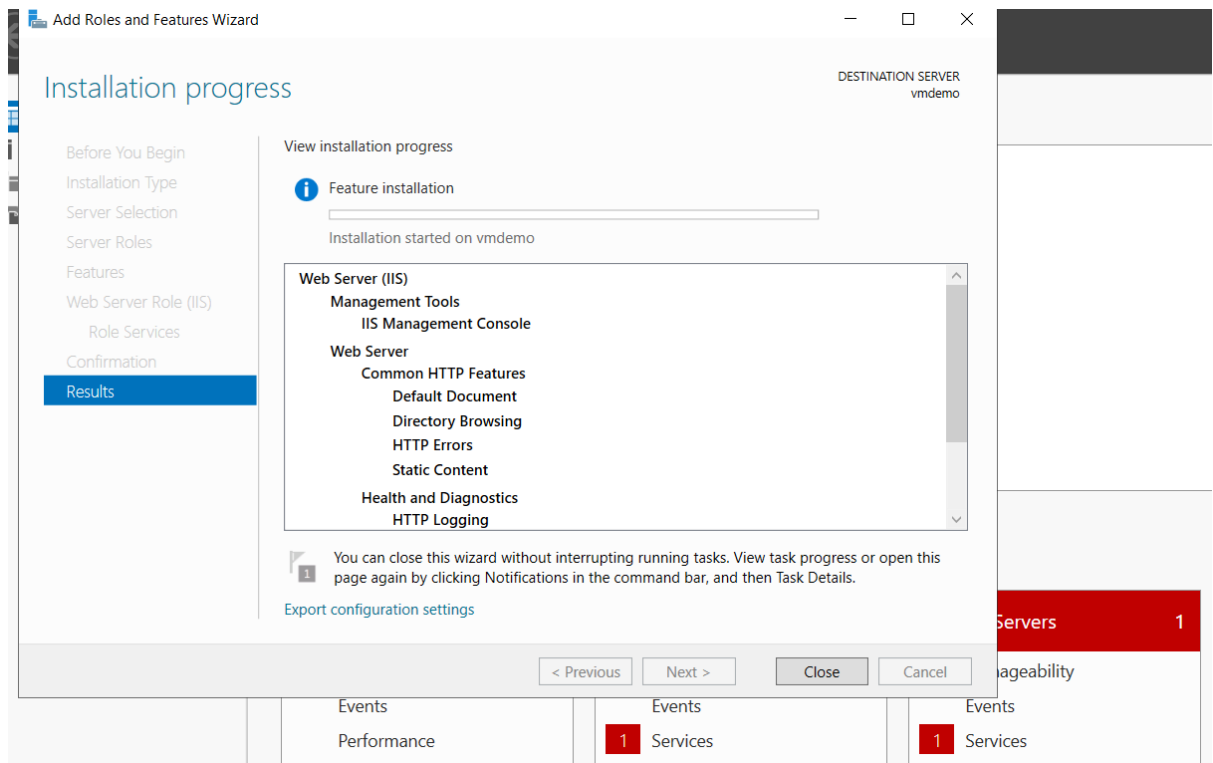 Add Roles and Features Wizard
Installation progress
DESTINATION SERVER
vmdemo
Before You Begin
Installation Type
Server Selection
Server Roles
Features
Web Server Role (IIS)
Role Services
Confirmation
Results
View installation progress
Feature installation
Installation started on vmdemo
Web Server (IIS)
Management Tools
IIS Management Console
Web Server
Common HTTP Features
Default Document
Directory Browsing
HTTP Errors
Static Content
Health and Diagnostics
HTTP Logging
1
You can close this wizard without interrupting running tasks. View task progress or open this
page again by clicking Notifications in the command bar, and then Task Details.
Export configuration settings
< Previous
Next >
Close
Cancel
Servers 1
ageability
Events
Events
Events
Performance
1 Services
1 Services